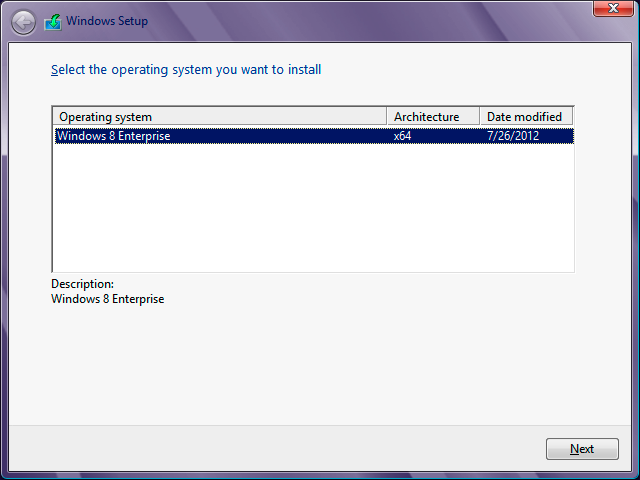 Windows Setup
Select the operating system you want to install
Operating system Architecture Date modified
Windows 8 Enterprise x64 7/26/2012
Description:
Windows 8 Enterprise
Next